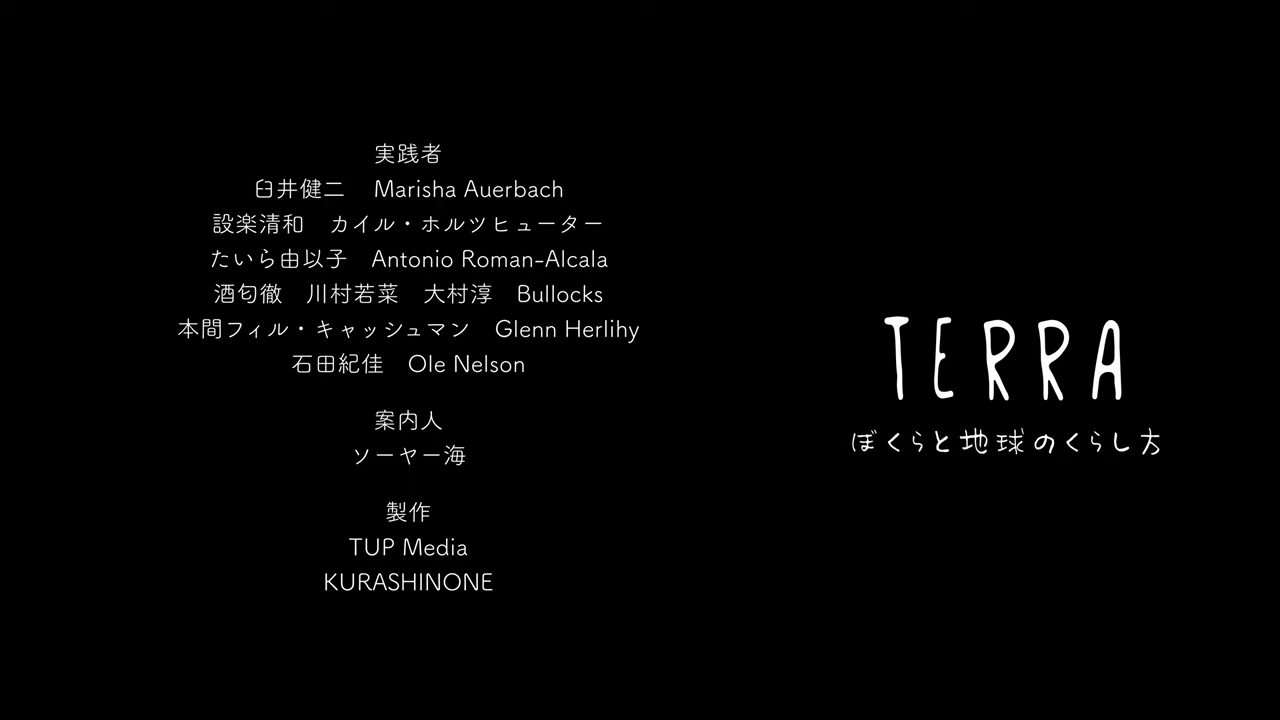 実践者
臼井健二　Marisha Auerbach
設楽清和　カイル・ホルツヒューター
たいら由以子　Antonio Roman-Alcala
酒匂徹　川村若菜　大村淳　Bullocks
本間フィル・キャッシュマン　Glenn Herlihy
石田紀佳　Ole Nelson
案内人
ソーヤー海
製作
TUP Media
KURASHINONE
TERRA
ぼくらと地球のくらし方